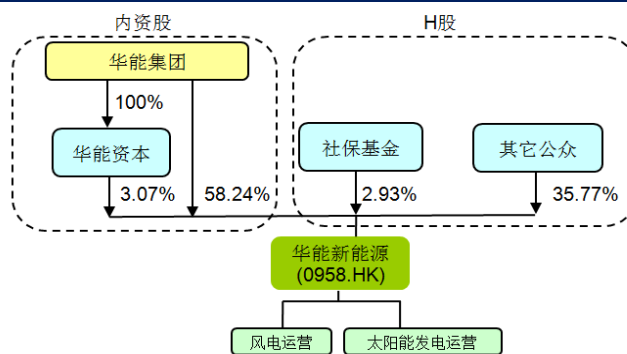 内资股
H股
华能集团
100%
华能资本
社保基金
其它公众
3.07%
58.24%
2.93%
35.77%
华能新能源
(0958.HK)
风电运营
太阳能发电运营